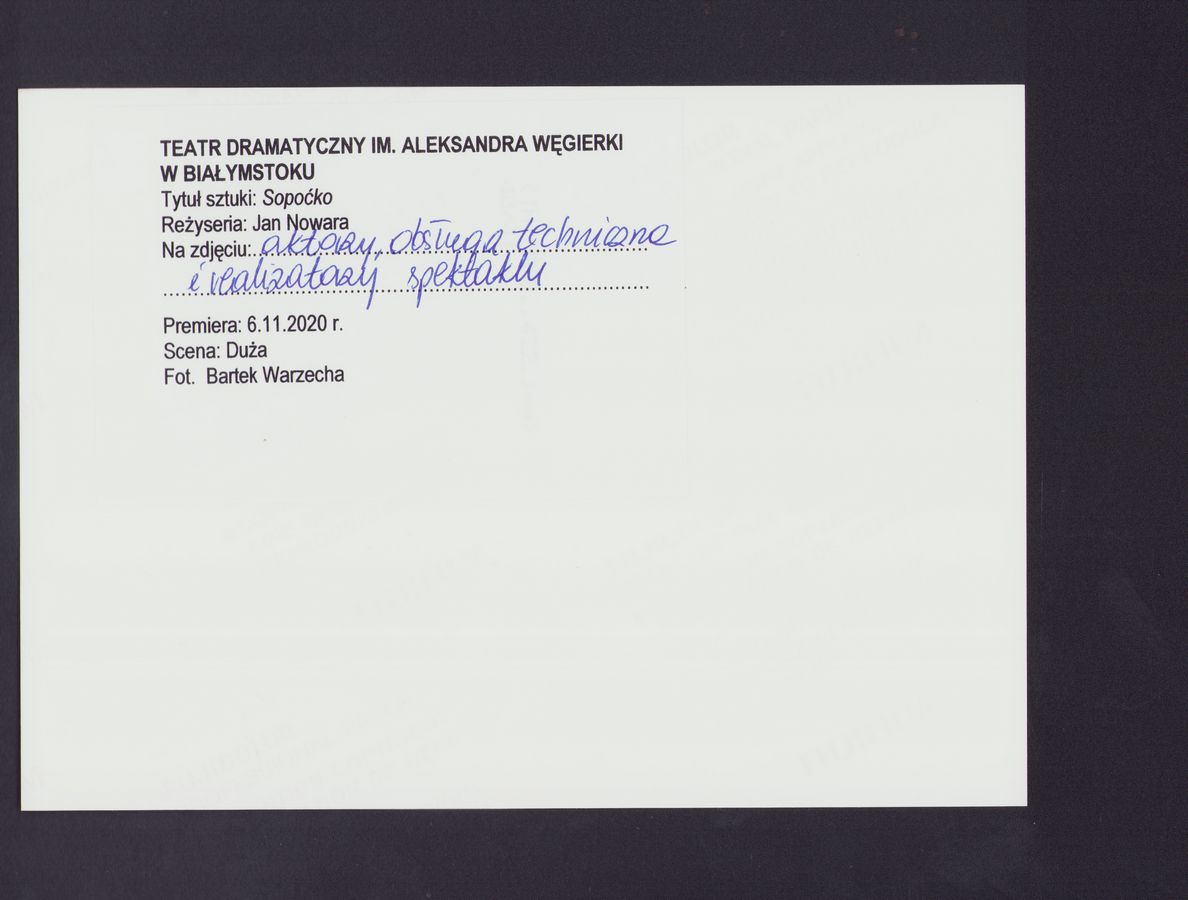 TEATR DRAMATYCZNY IM. ALEKSANDRA WĘGIERKI
W BIAŁYMSTOKU
Tytuł sztuki: Sopoćko
Reżyseria: Jan Nowara
Na zdjęciu: aktorzy, obsługa techniczna
i realizatorzy spektaklu
Premiera: 6.11.2020 r.
Scena: Duża
Fot. Bartek Warzecha